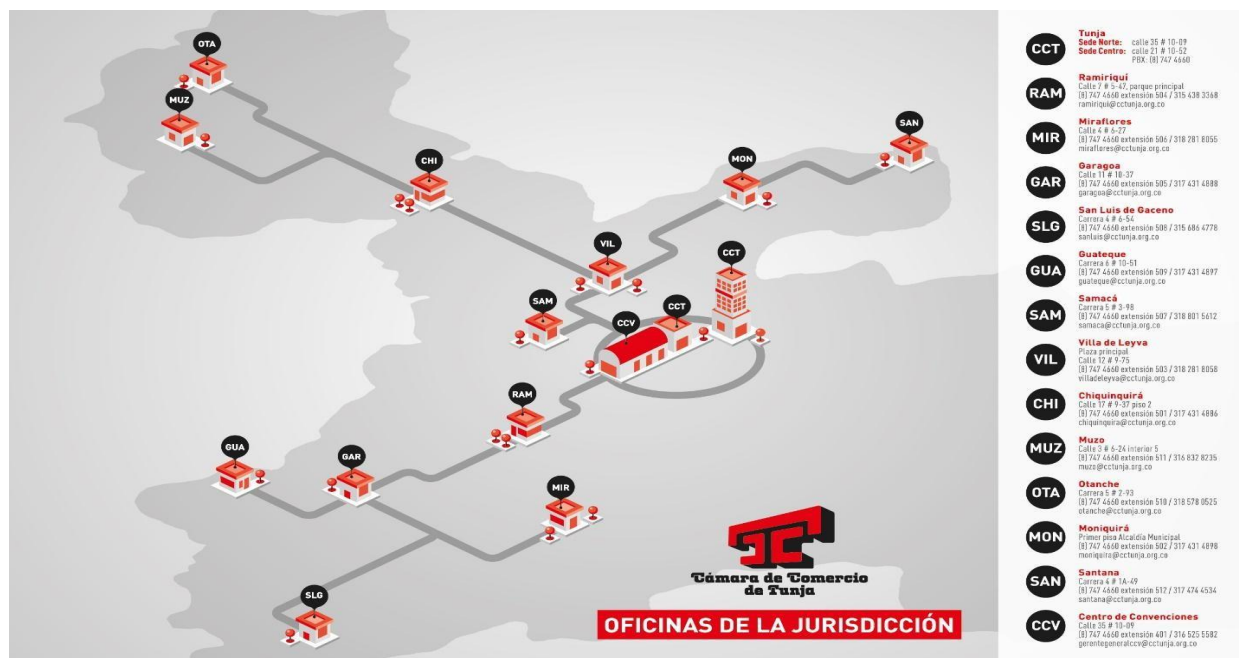 OTA
MUZ
CHI
MON
SAN
VIL
CCT
SAM
CCV
CCT
RAM
GUA
GAR
MIR
SLG
Cámara de Comercio
de Tunja
OFICINAS DE LA JURISDICCIÓN
CCT
Tunja
Sede Norte: calle 35 # 10-09
Sede Centro: calle 21 # 10-52
PBX: (8) 747 4660
RAM
Ramiriquí
Calle 7 # 5-47, parque principal
(8) 747 4660 extensión 504 / 315 438 3368
ramiriqui@cctunja.org.co
MIR
Miraflores
Calle 4 # 6-27
(8) 747 4660 extensión 506 / 318 281 8055
miraflores@cctunja.org.co
GAR
Garagoa
Calle 11 # 10-37
(8) 747 4660 extensión 505 / 317 431 4888
garagoa@cctunja.org.co
SLG
San Luis de Gaceno
Carrera 4 # 6-54
(8) 747 4660 extensión 508 / 315 686 4778
sanluis@cctunja.org.co
GUA
Guateque
Carrera 6 # 10-51
(8) 747 4660 extensión 509 / 317 431 4897
guateque@cctunja.org.co
SAM
Samacá
Carrera 5 # 3-98
(8) 747 4660 extensión 507 / 318 801 5612
samaca@cctunja.org.co
VIL
Villa de Leyva
Plaza principal
Calle 12 # 9-75
(8) 747 4660 extensión 503 / 318 281 8058
villadeleyva@cctunja.org.co
CHI
Chiquinquirá
Calle 17 # 9-37 piso 2
(8) 747 4660 extensión 501 / 317 431 4886
chiquinquira@cctunja.org.co
MUZ
Muzo
Calle 3 # 6-24 interior 5
(8) 747 4660 extensión 511 / 316 832 8235
muzo@cctunja.org.co
OTA
Otanche
Carrera 5 # 2-93
(8) 747 4660 extensión 510 / 318 578 0525
otanche@cctunja.org.co
MON
Moniquirá
Primer piso Alcaldía Municipal
(8) 747 4660 extensión 502 / 317 431 4898
moniquira@cctunja.org.co
SAN
Santana
Carrera 4 # 1A-49
(8) 747 4660 extensión 512 / 317 474 4534
santana@cctunja.org.co
CCV
Centro de Convenciones
Calle 35 # 10-09
(8) 747 4660 extensión 401 / 316 525 5582
gerentegeneralccv@cctunja.org.co